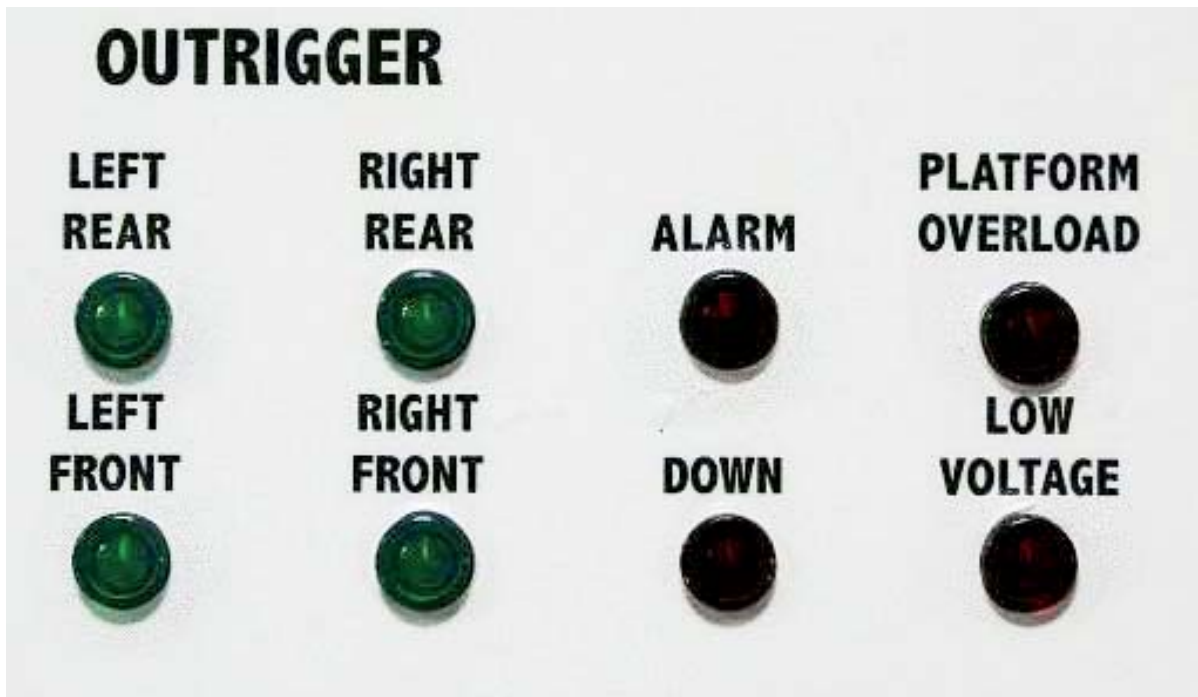 OUTRIGGER
LEFT
REAR
RIGHT
REAR
ALARM
PLATFORM
OVERLOAD
LEFT
FRONT
RIGHT
FRONT
DOWN
LOW
VOLTAGE